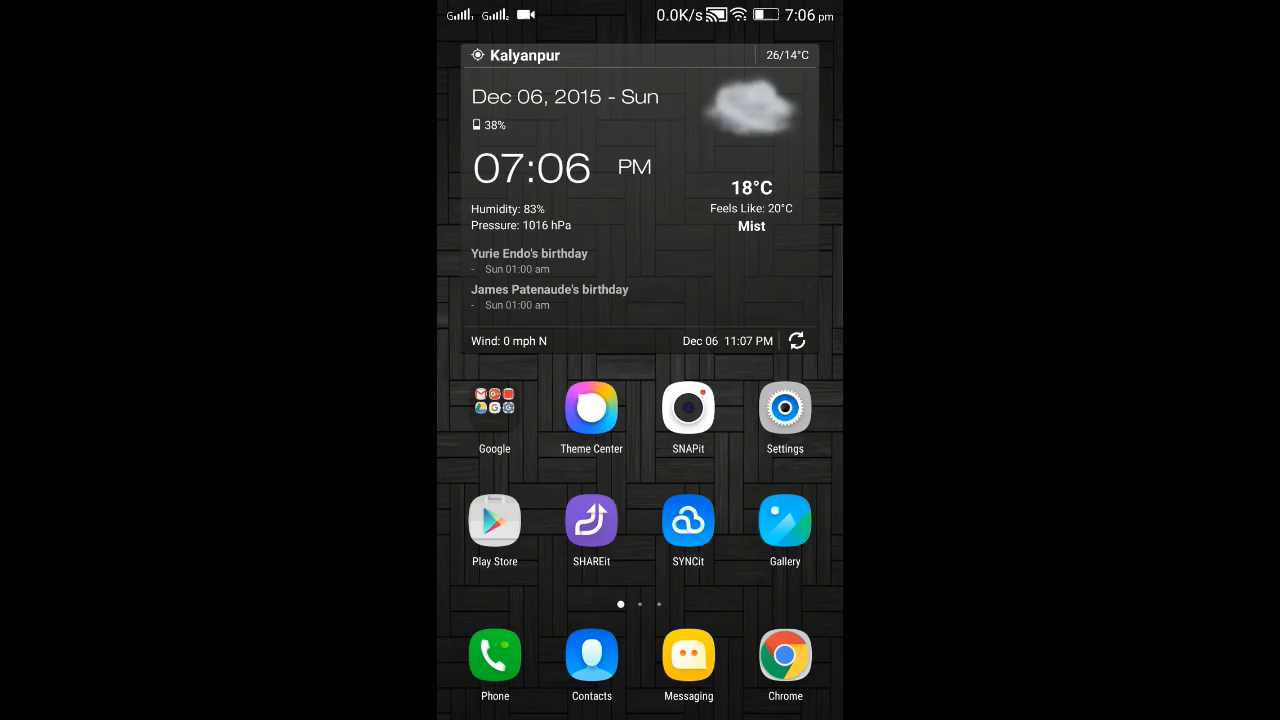 0.0K/s 7:06 pm
Kalyanpur 26/14°C
Dec 06, 2015 - Sun
38%
07:06 PM
18°C
Humidity: 83% Feels Like: 20°C
Pressure: 1016 hPa Mist
Yurie Endo's birthday
- Sun 01:00 am
James Patenaude's birthday
- Sun 01:00 am
Wind: 0 mph N Dec 06 11:07 PM
Google Theme Center SNAPit Settings
Play Store SHAREit SYNCit Gallery
Phone Contacts Messaging Chrome